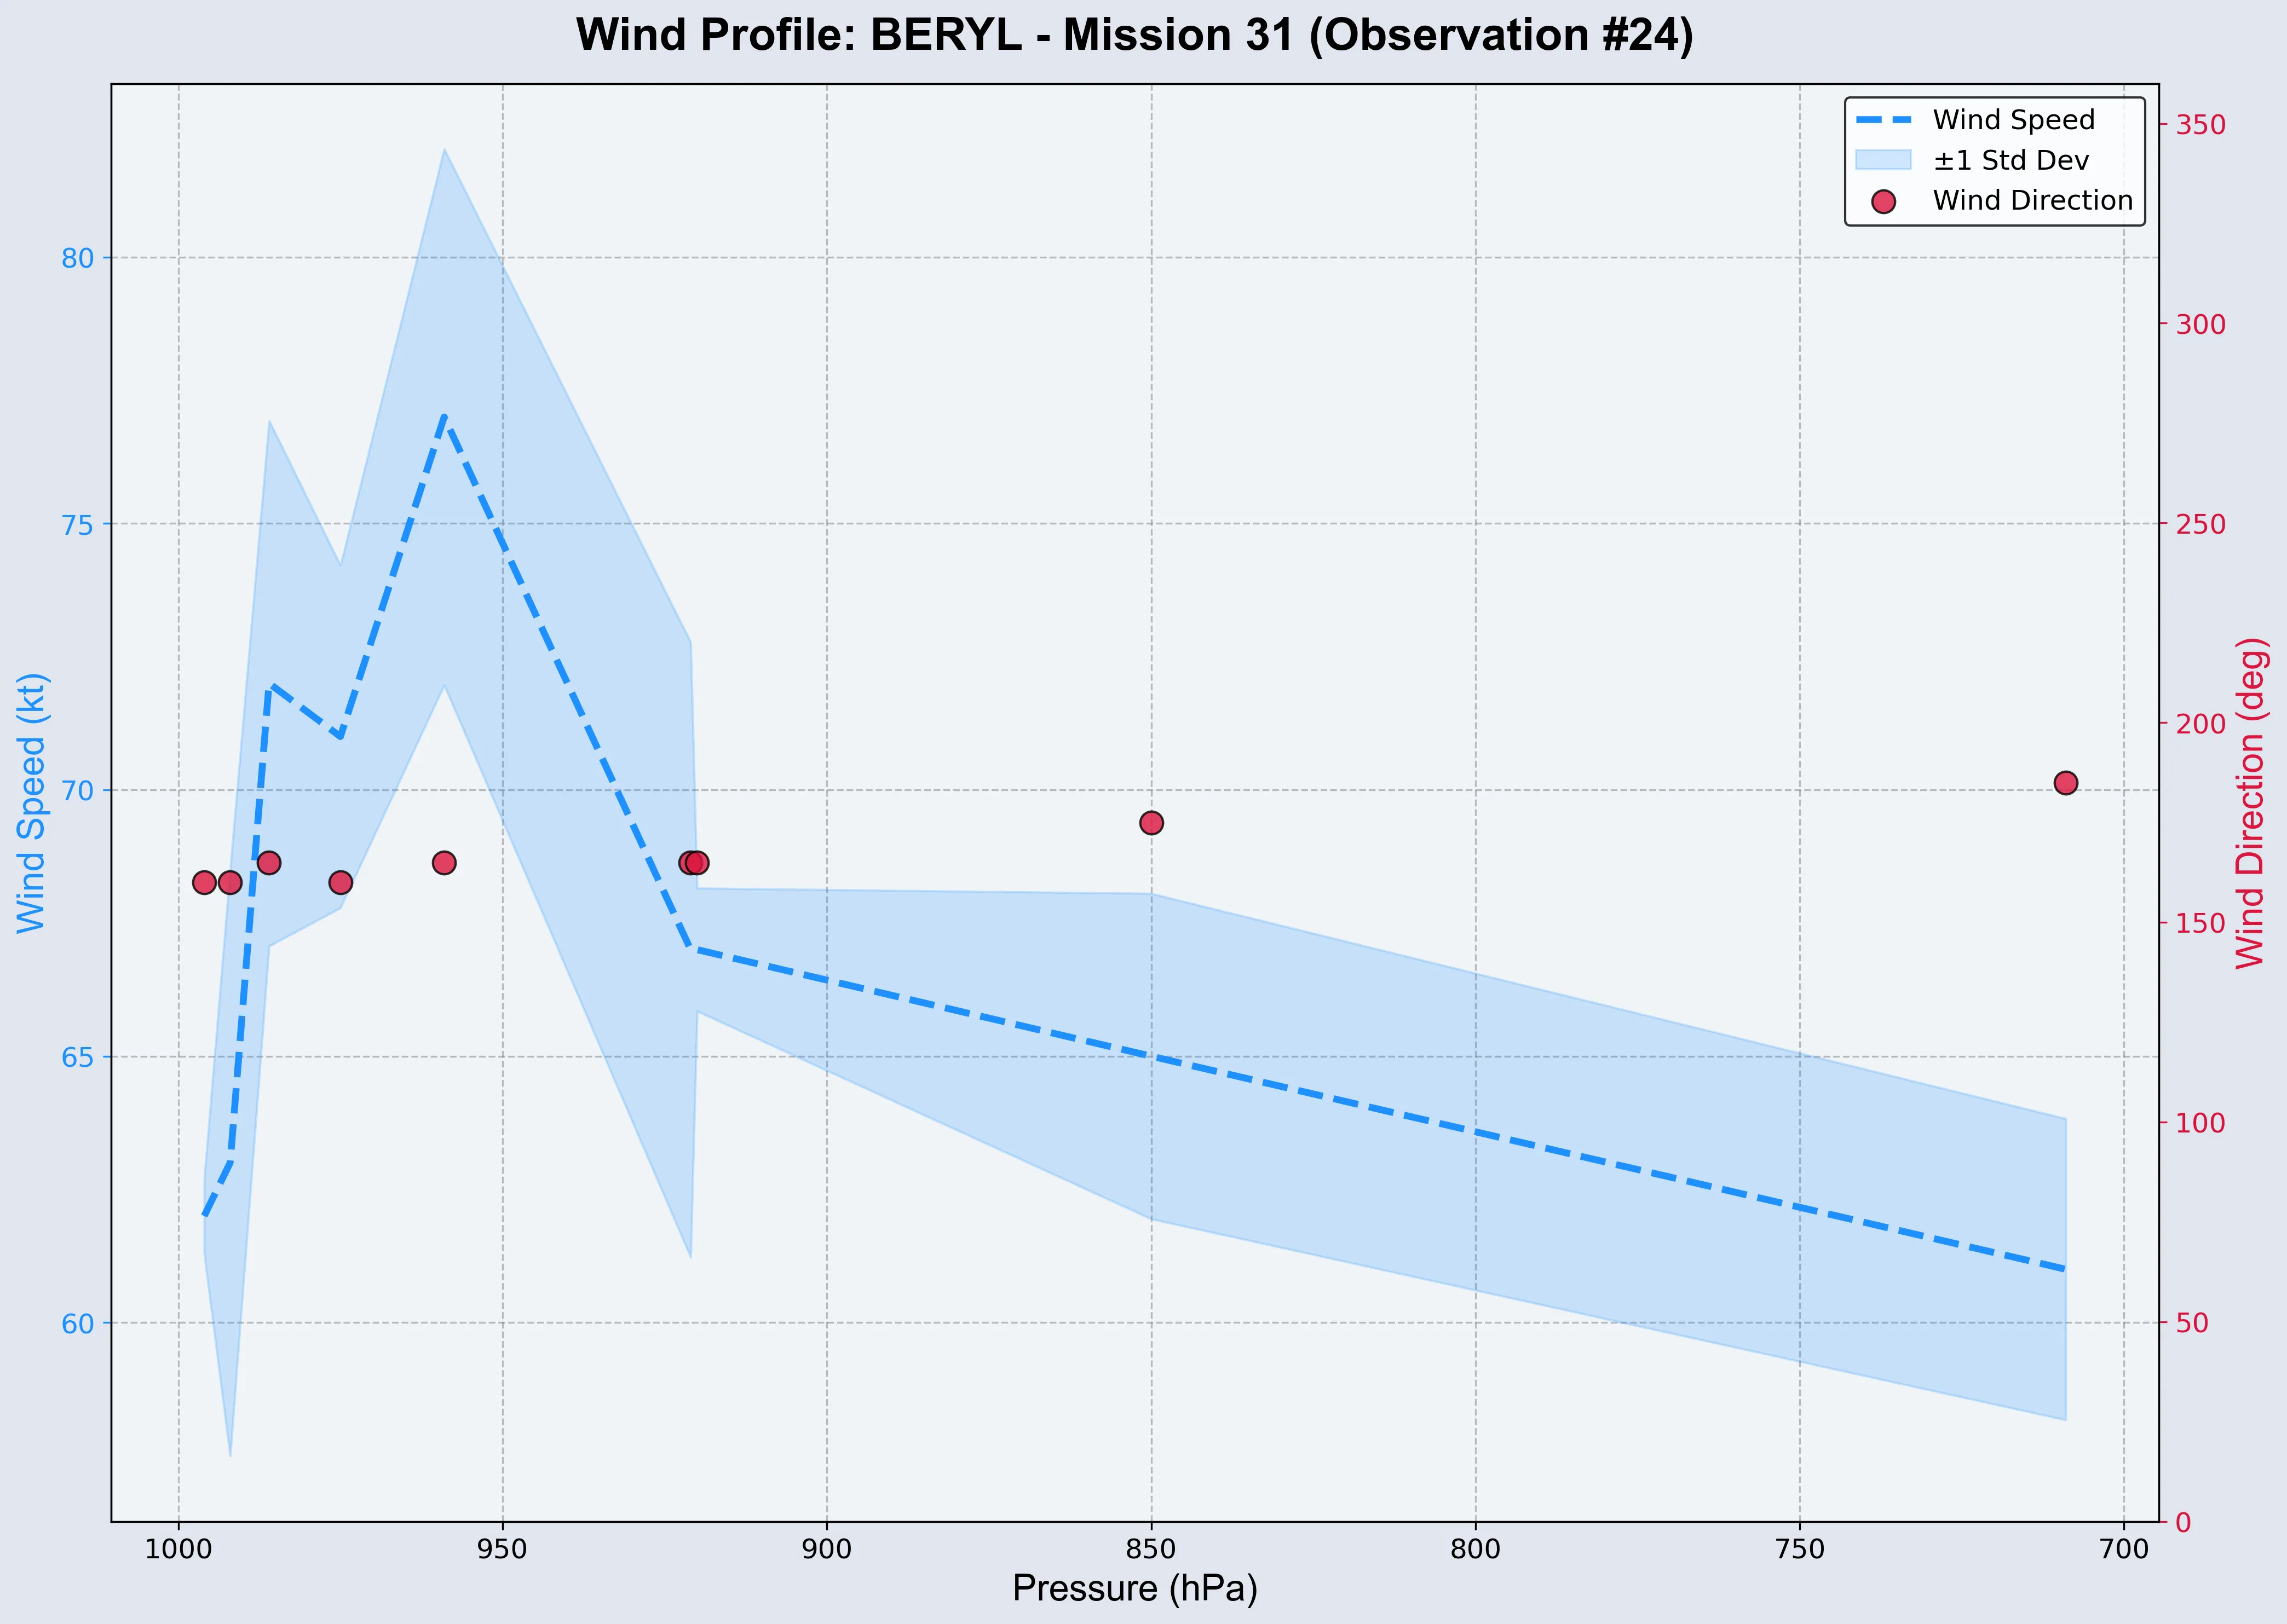 Wind Profile: BERYL - Mission 31 (Observation #24)
Wind Speed
±1 Std Dev
Wind Direction
Wind Speed (kt)
80
75
70
65
60
350
300
250
200
150
100
50
0
Wind Direction (deg)
1000
950
900
850
800
750
700
Pressure (hPa)